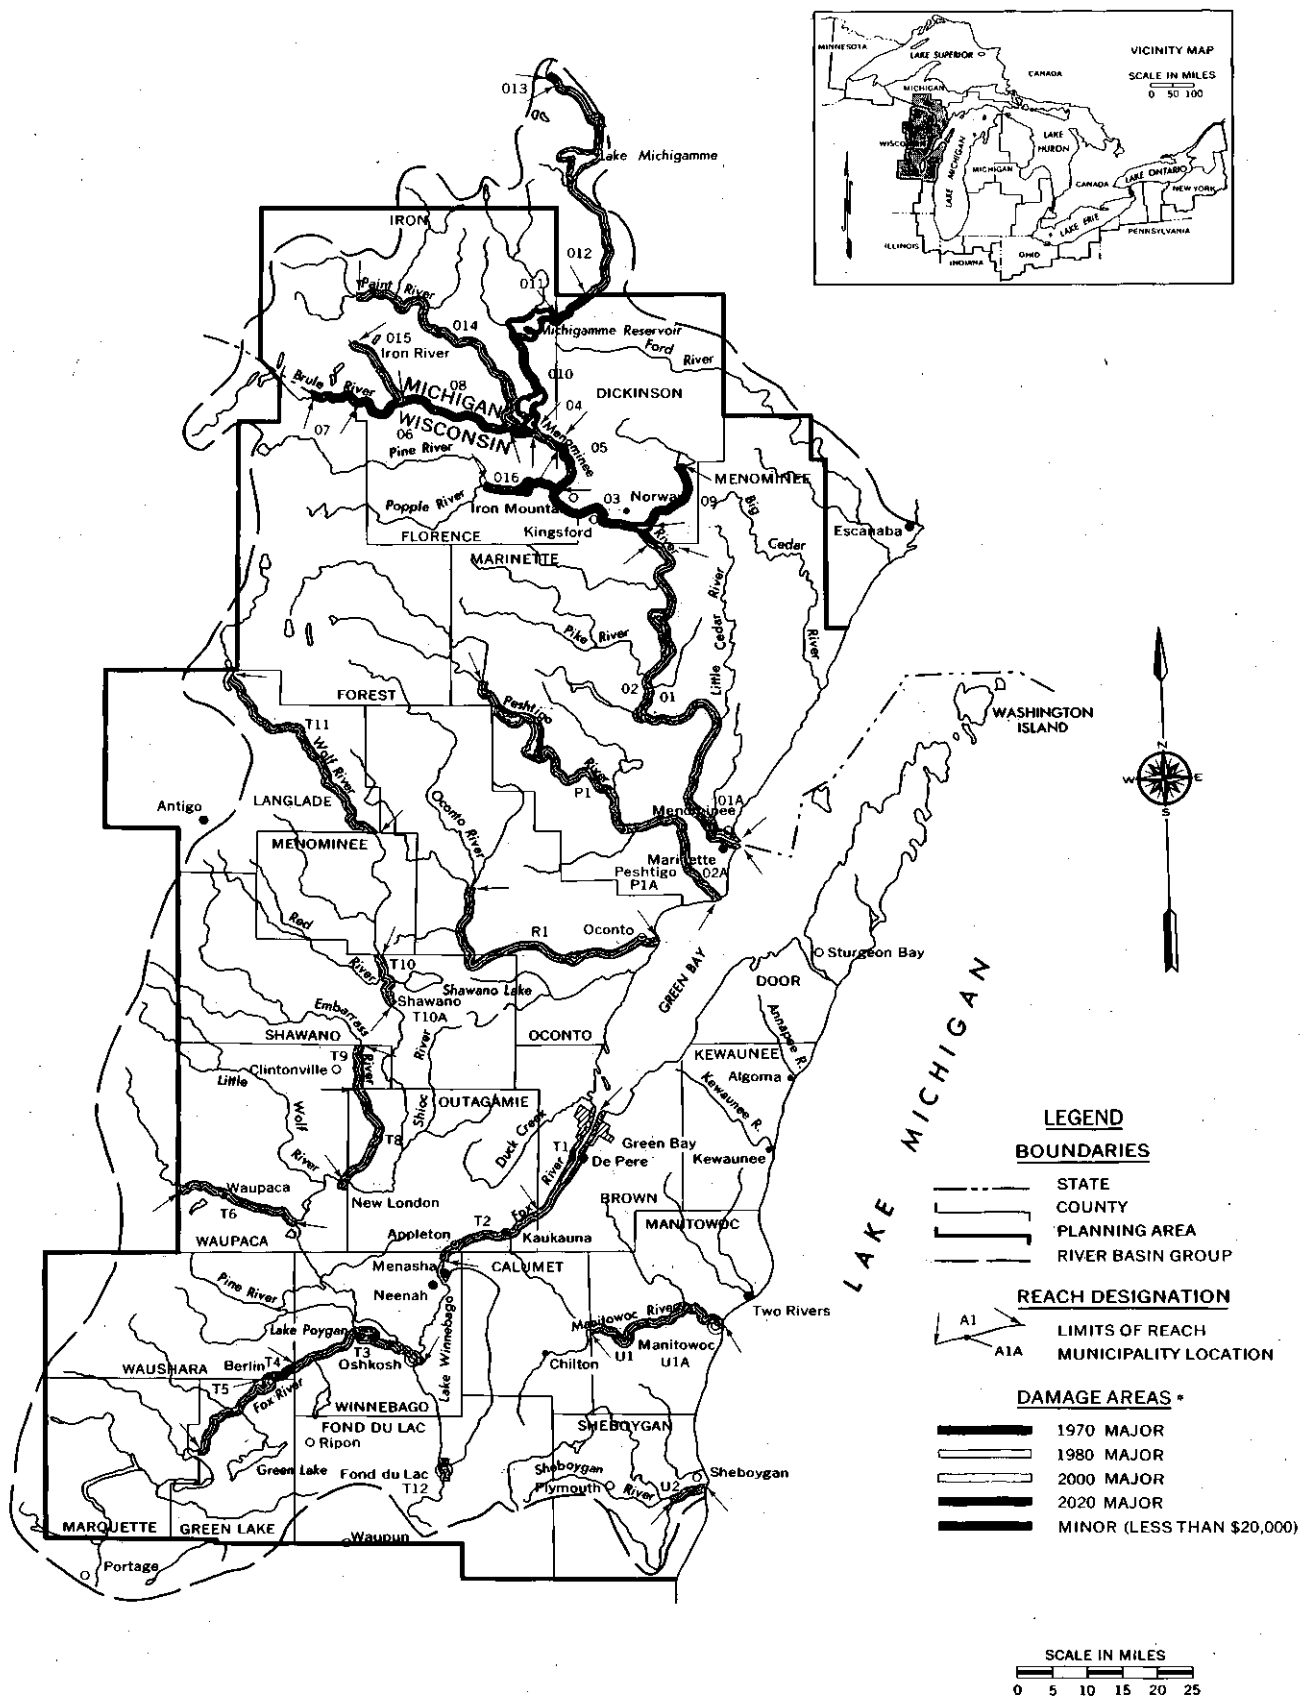 VICINITY MAP
SCALE IN MILES
0 50 100
MINNESOTA
LAKE SUPERIOR
CANADA
MICHIGAN
LAKE MICHIGAN
MICHIGAN
LAKE HURON
CANADA
LAKE ONTARIO
NEW YORK
LAKE ERIE
PENNSYLVANIA
ILLINOIS
INDIANA
OHIO
013
Lake Michigamme
IRON
012
011
Paint River
014
Michigamme Reservoir
015
Iron River
Ford River
010
DICKINSON
Brule River
08
MICHIGAN
04
07
06
WISCONSIN
Menominee
05
Pine River
016
MENOMINEE
Popple River
03
Norway
09
Big
Iron Mountain
Kingsford
River
Escanaba
FLORENCE
Cedar
MARINETTE
Little Cedar River
Pike River
River
02
01
FOREST
Peshtigo
River
WASHINGTON
ISLAND
T11
Wolf River
P1
01A
Antigo
LANGLADE
Oconto River
Menominee
MENOMINEE
Marinette
Peshtigo
02A
P1A
N
W E
S
Red
River
R1
Oconto
GREEN BAY
Sturgeon Bay
T10
Shawano Lake
DOOR
Shawano
T10A
Embarrass
River
SHAWANO
River
OCONTO
Annapee R.
T9
KEWAUNEE
Clintonville
Algoma
Little
Wolf
River
Shioc
OUTAGAMIE
Kewaunee R.
LAKE MICHIGAN
T8
Duck Creek
Green Bay
T1
De Pere
Kewaunee
River
Waupaca
New London
Fox
BROWN
T6
T2
MANITOWOC
WAUPACA
Appleton
Kaukauna
Menasha
CALUMET
Neenah
Pine River
Two Rivers
Lake Poygan
Manitowoc River
Lake Winnebago
T3
Oshkosh
U1
Manitowoc
U1A
WAUSHARA
Berlin
T4
Chilton
T5
Fox River
WINNEBAGO
FOND DU LAC
SHEBOYGAN
Ripon
Green Lake
Fond du Lac
T12
Sheboygan
River
Sheboygan
Plymouth
U2
MARQUETTE
GREEN LAKE
Waupun
Portage
LEGEND
BOUNDARIES
STATE
COUNTY
PLANNING AREA
RIVER BASIN GROUP
REACH DESIGNATION
A1
LIMITS OF REACH
A1A
MUNICIPALITY LOCATION
DAMAGE AREAS *
1970 MAJOR
1980 MAJOR
2000 MAJOR
2020 MAJOR
MINOR (LESS THAN $20,000)
SCALE IN MILES
0 5 10 15 20 25